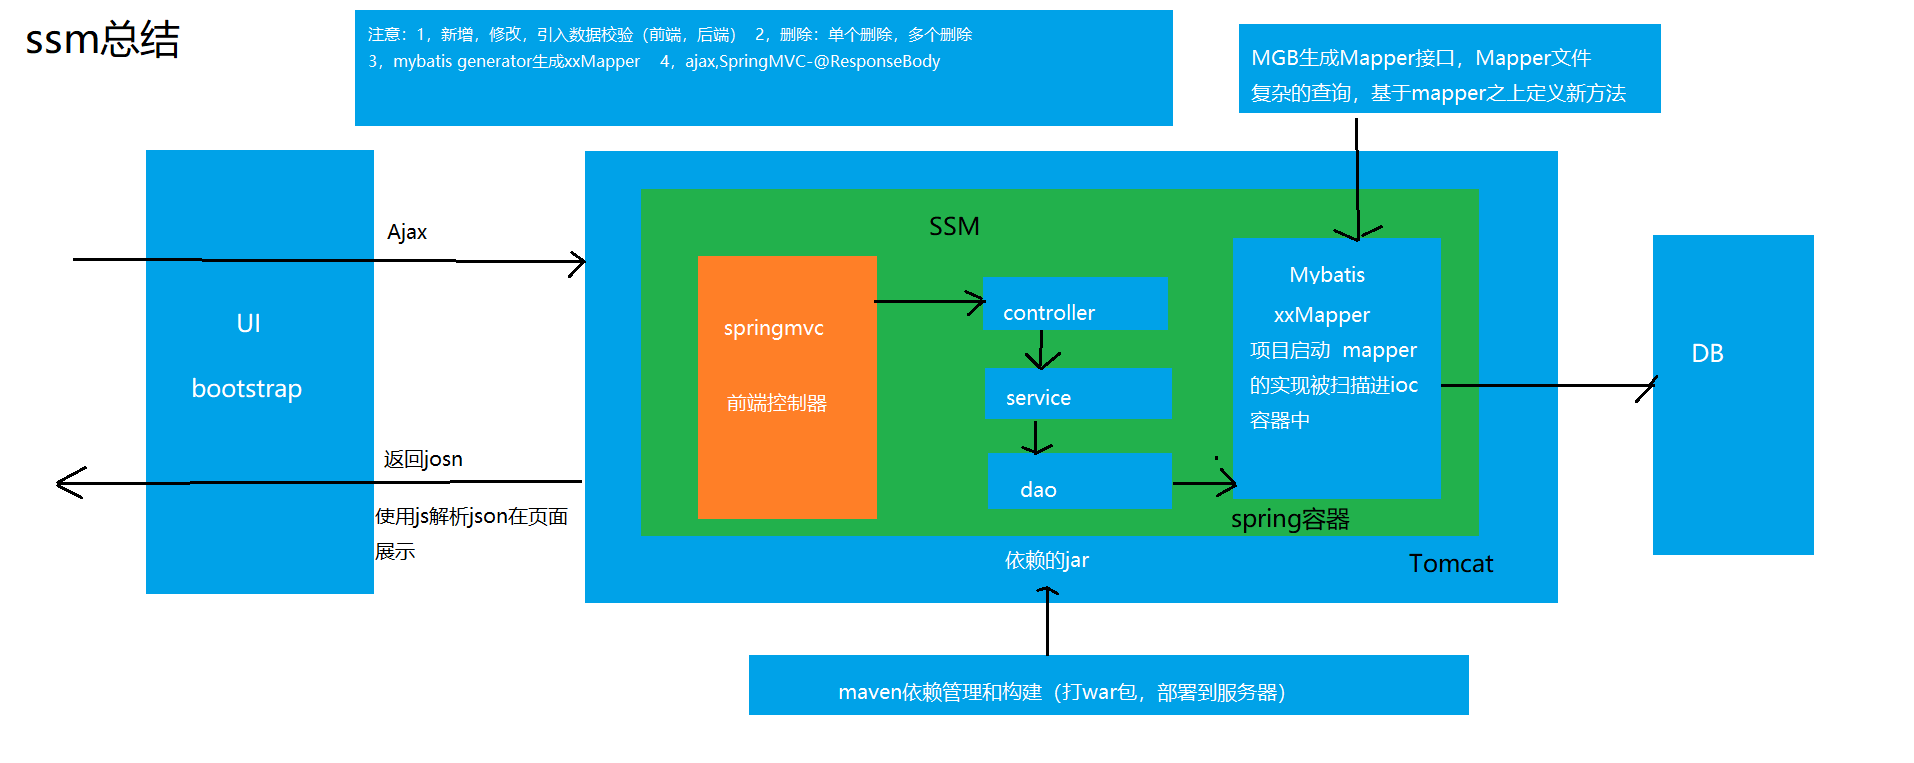 ssm总结
注意：1，新增，修改，引入数据校验（前端，后端） 2，删除：单个删除，多个删除
3，mybatis generator生成xxMapper 4，ajax,SpringMVC-@ResponseBody
MGB生成Mapper接口，Mapper文件
复杂的查询，基于mapper之上定义新方法
Ajax
UI
bootstrap
返回josn
使用js解析json在页面
展示
SSM
springmvc
前端控制器
controller
service
dao
Mybatis
xxMapper
项目启动 mapper
的实现被扫描进ioc
容器中
spring容器
依赖的jar
Tomcat
DB
maven依赖管理和构建（打war包，部署到服务器）